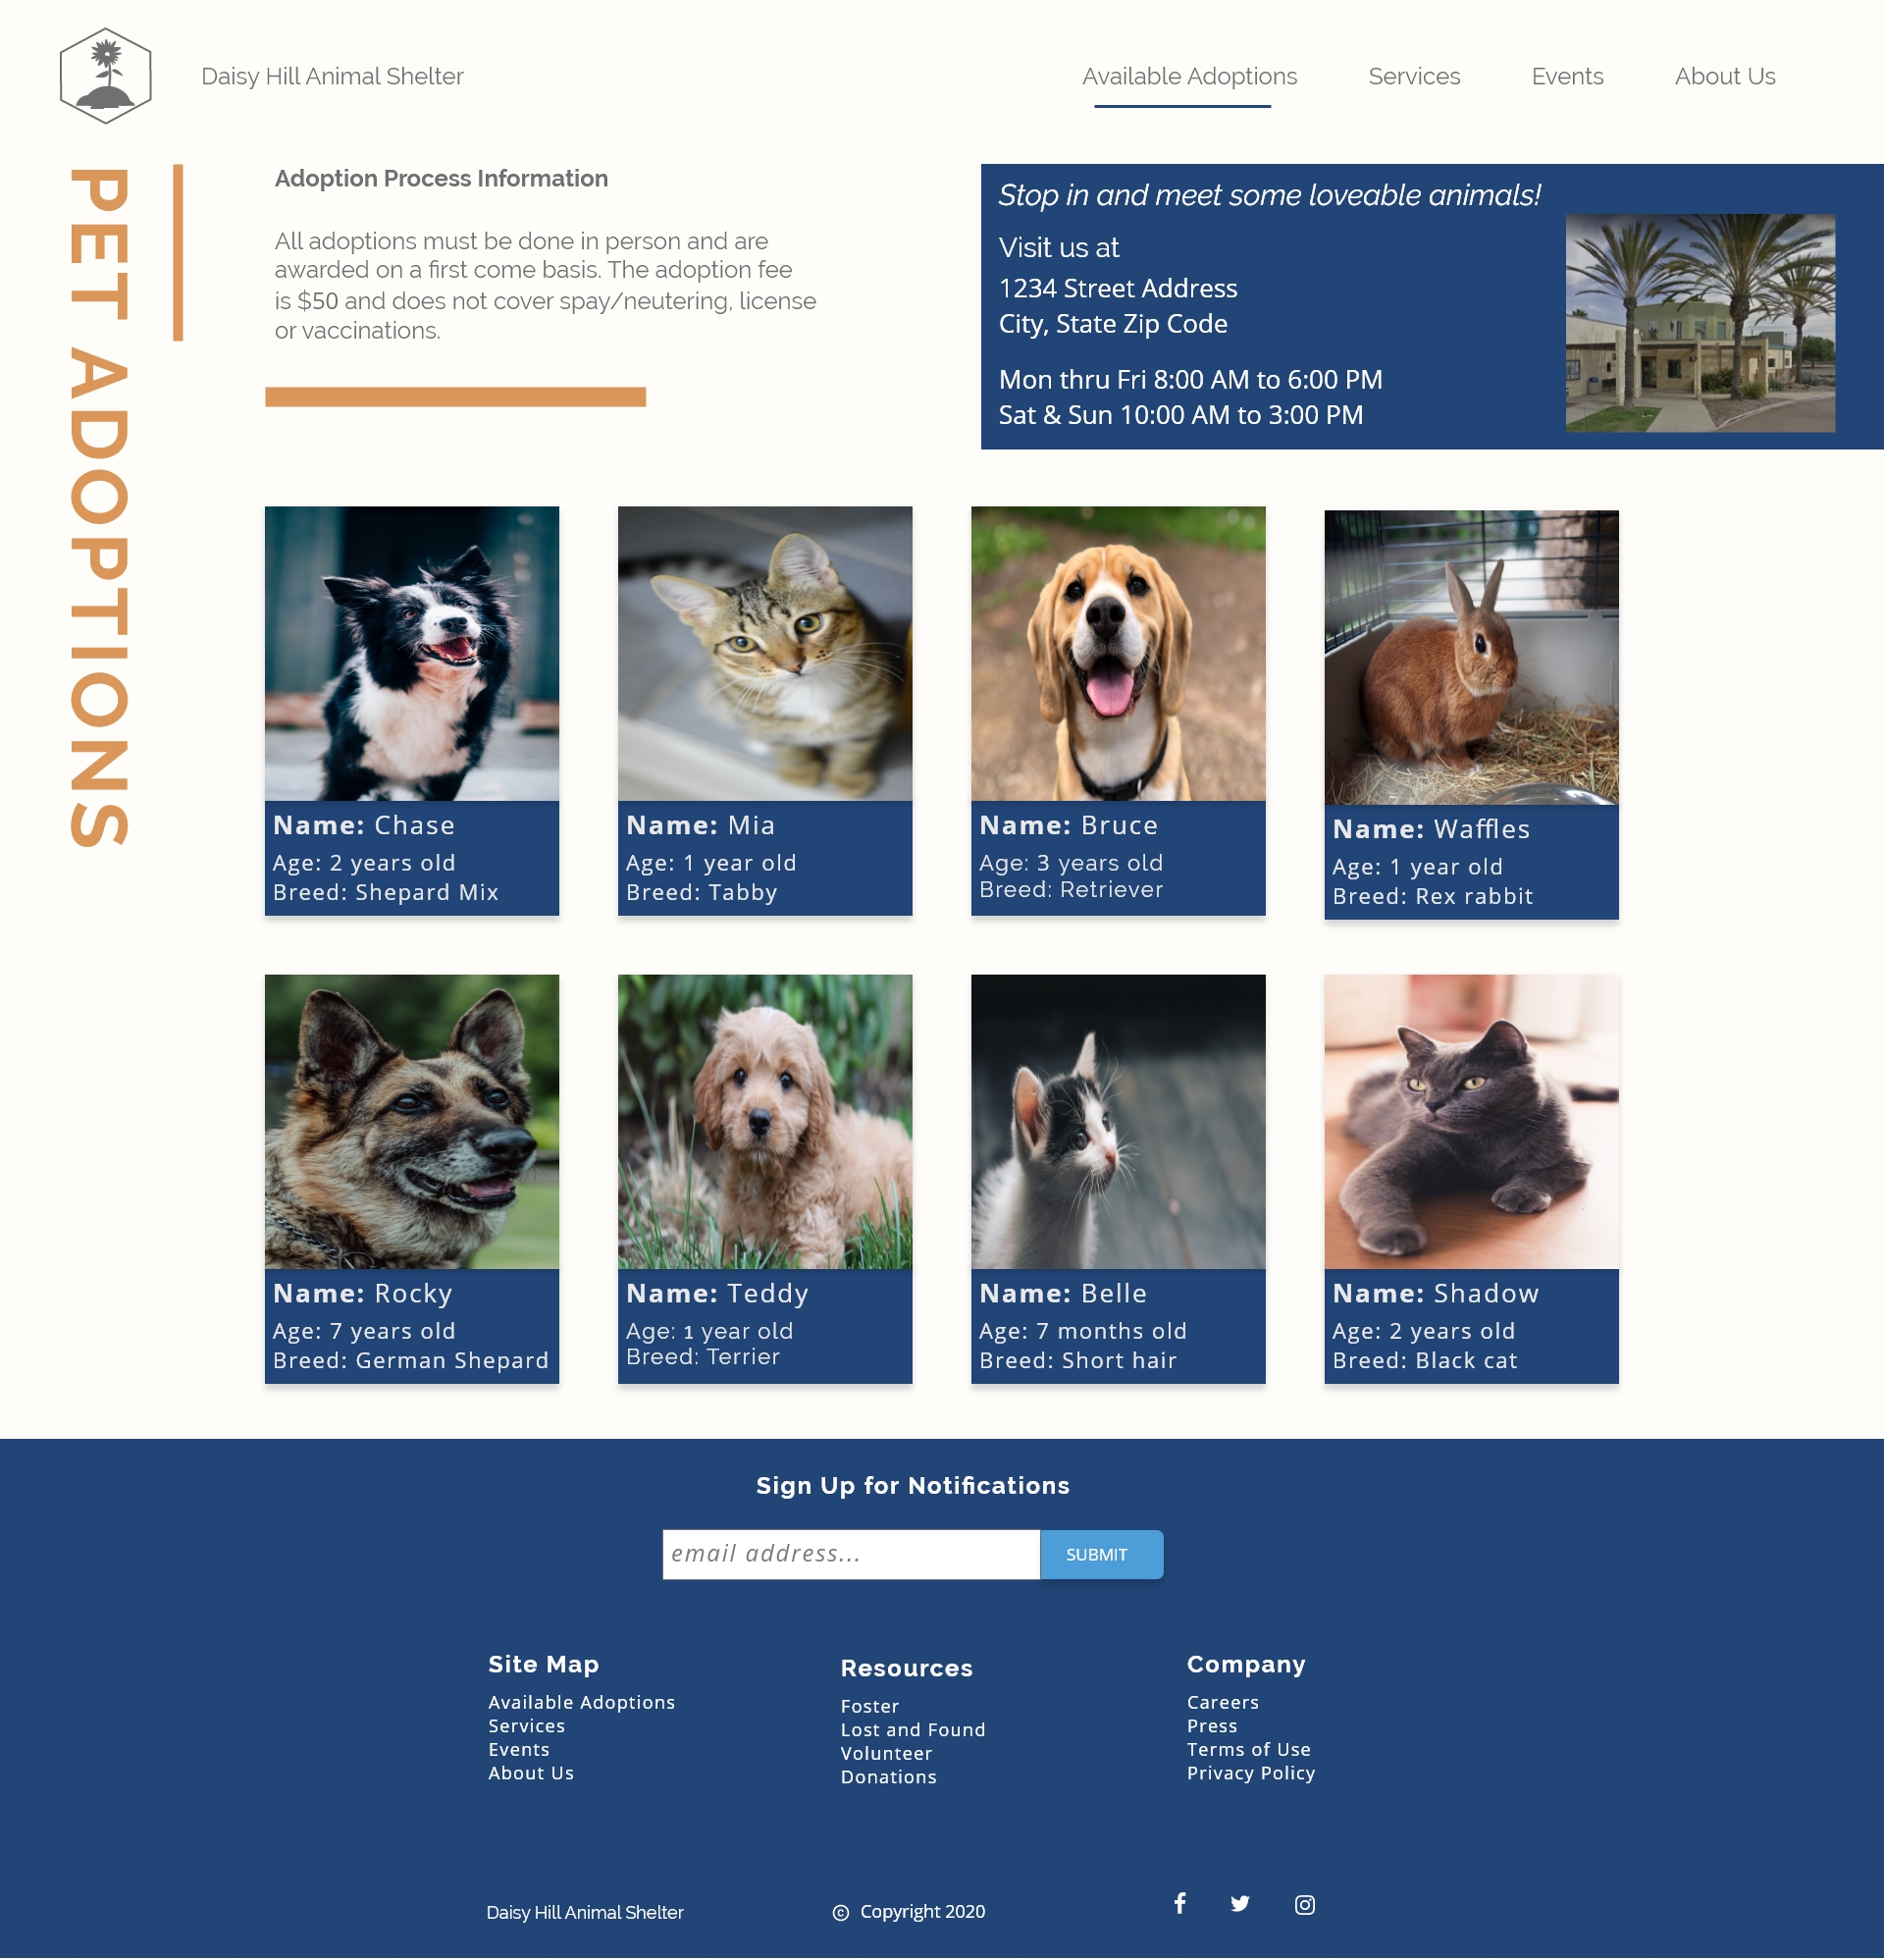 Daisy Hill Animal Shelter
Available Adoptions
Services
Events
About Us
PET ADOPTIONS
Adoption Process Information
All adoptions must be done in person and are
awarded on a first come basis. The adoption fee
is $50 and does not cover spay/neutering, license
or vaccinations.
Stop in and meet some loveable animals!
Visit us at
1234 Street Address
City, State Zip Code
Mon thru Fri 8:00 AM to 6:00 PM
Sat & Sun 10:00 AM to 3:00 PM
Name: Chase
Age: 2 years old
Breed: Shepard Mix
Name: Mia
Age: 1 year old
Breed: Tabby
Name: Bruce
Age: 3 years old
Breed: Retriever
Name: Waffles
Age: 1 year old
Breed: Rex rabbit
Name: Rocky
Age: 7 years old
Breed: German Shepard
Name: Teddy
Age: 1 year old
Breed: Terrier
Name: Belle
Age: 7 months old
Breed: Short hair
Name: Shadow
Age: 2 years old
Breed: Black cat
Sign Up for Notifications
email address...
SUBMIT
Site Map
Available Adoptions
Services
Events
About Us
Resources
Foster
Lost and Found
Volunteer
Donations
Company
Careers
Press
Terms of Use
Privacy Policy
Daisy Hill Animal Shelter
© Copyright 2020